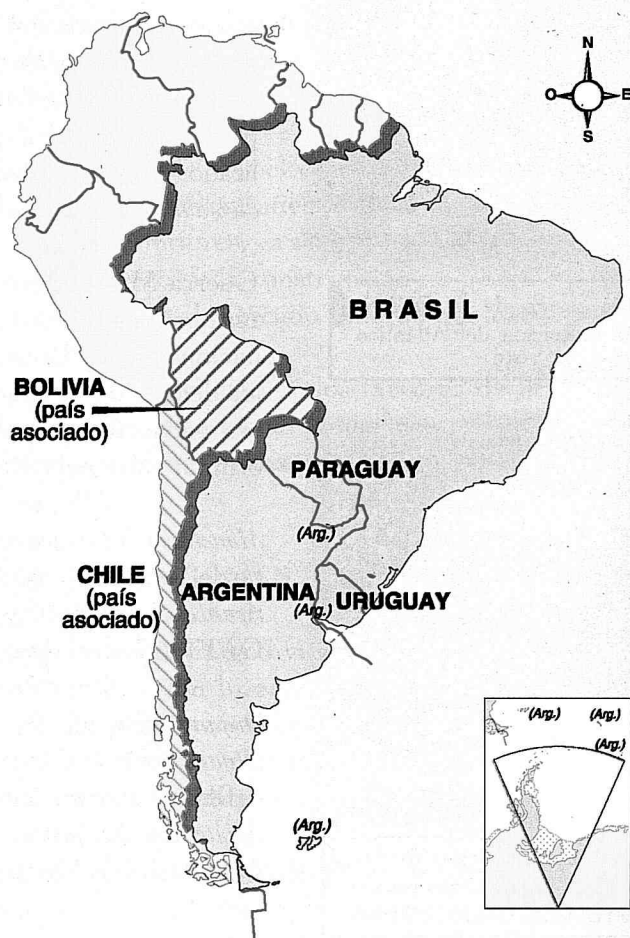 N
O
E
S
BRASIL
BOLIVIA
(país
asociado)
PARAGUAY
(Arg.)
CHILE
(país
asociado)
ARGENTINA
(Arg.)
URUGUAY
(Arg.)
(Arg.)
(Arg.)
(Arg.)